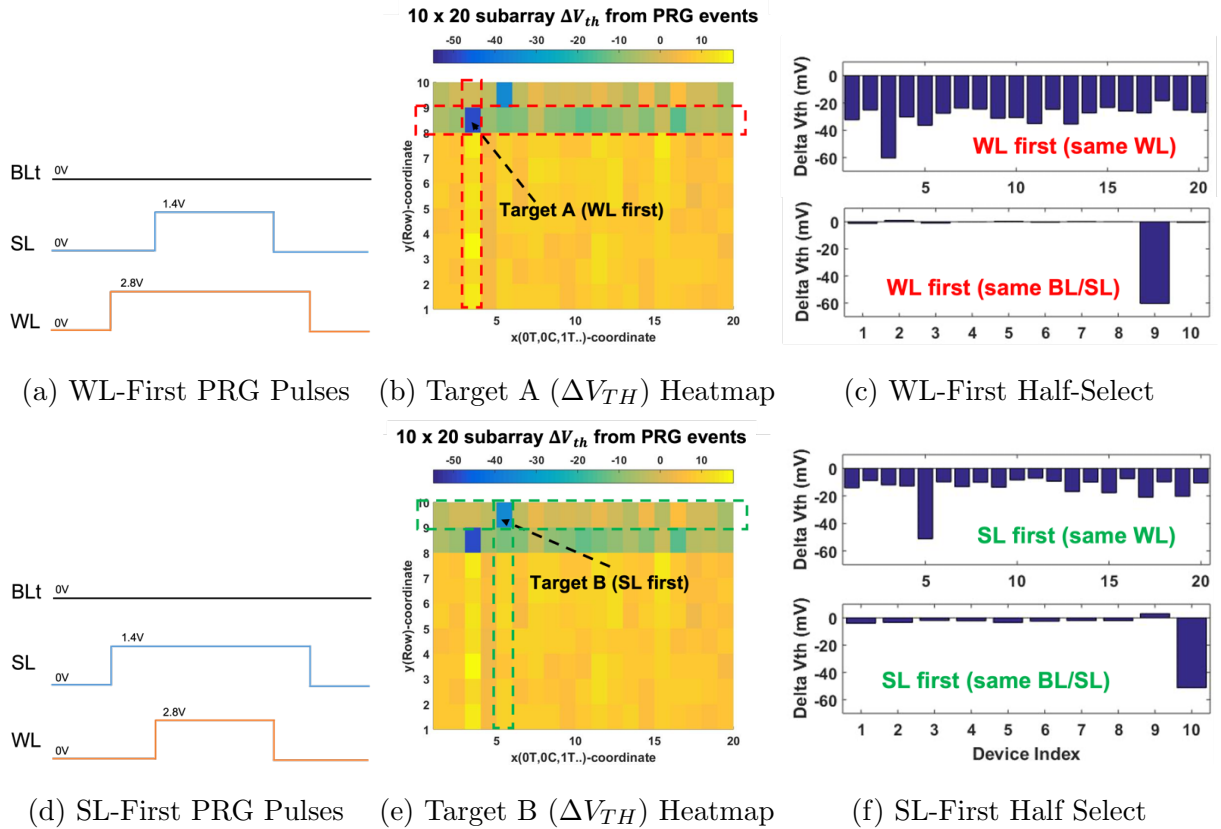 BLt
0V
SL
0V
1.4V
WL
0V
2.8V
(a) WL-First PRG Pulses
10 x 20 subarray ΔV_th from PRG events
-50 -40 -30 -20 -10 0 10
10
9
8
7
6
5
4
3
2
1
y(Row)-coordinate
Target A (WL first)
5 10 15 20
x(0T,0C,1T..)-coordinate
(b) Target A (ΔV_TH) Heatmap
Delta Vth (mV)
0
-20
-40
-60
WL first (same WL)
5 10 15 20
Delta Vth (mV)
0
-20
-40
-60
WL first (same BL/SL)
1 2 3 4 5 6 7 8 9 10
(c) WL-First Half-Select
BLt
0V
SL
0V
1.4V
WL
0V
2.8V
(d) SL-First PRG Pulses
10 x 20 subarray ΔV_th from PRG events
-50 -40 -30 -20 -10 0 10
10
9
8
7
6
5
4
3
2
1
y(Row)-coordinate
Target B (SL first)
5 10 15 20
x(0T,0C,1T..)-coordinate
(e) Target B (ΔV_TH) Heatmap
Delta Vth (mV)
0
-20
-40
-60
SL first (same WL)
5 10 15 20
Delta Vth (mV)
0
-20
-40
-60
SL first (same BL/SL)
1 2 3 4 5 6 7 8 9 10
Device Index
(f) SL-First Half Select